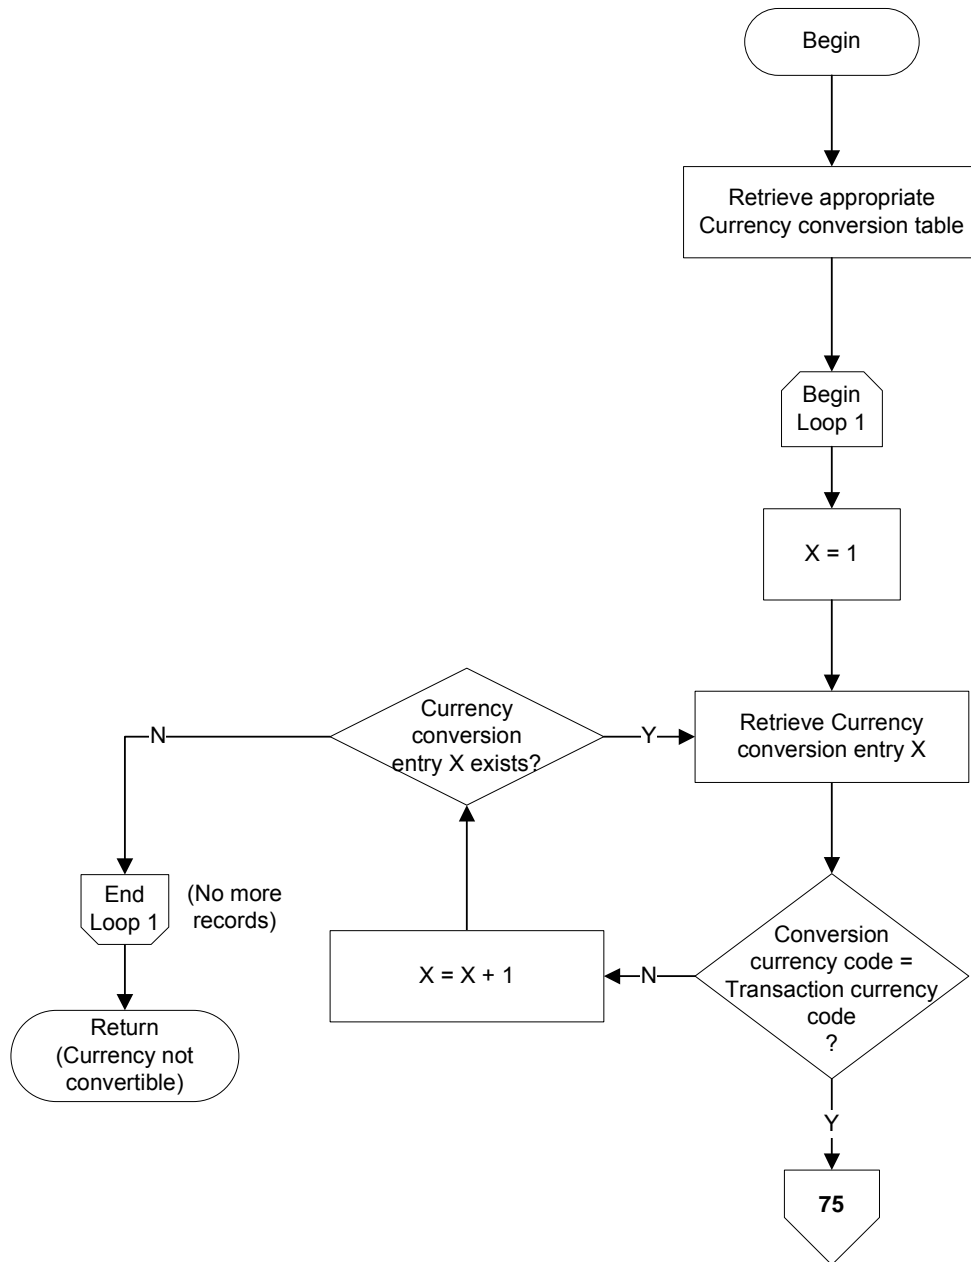 Begin
Retrieve appropriate
Currency conversion table
Begin
Loop 1
X = 1
Retrieve Currency
conversion entry X
Currency
conversion
entry X exists?
Y
N
End
Loop 1
(No more
records)
Return
(Currency not
convertible)
Conversion
currency code =
Transaction currency
code
?
N
X = X + 1
Y
75